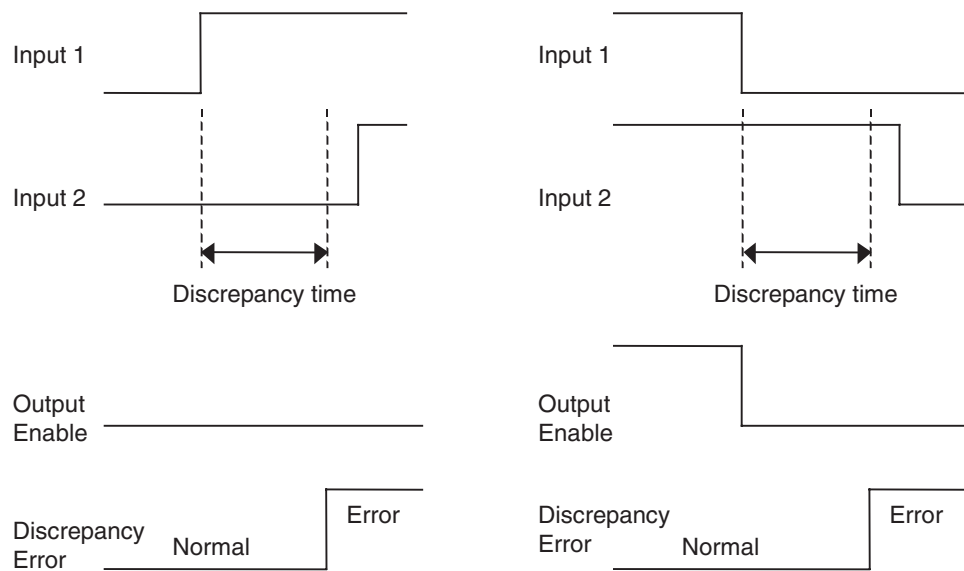 Input 1
Input 2
Discrepancy time
Output
Enable
Discrepancy
Error
Normal
Error
Input 1
Input 2
Discrepancy time
Output
Enable
Discrepancy
Error
Normal
Error